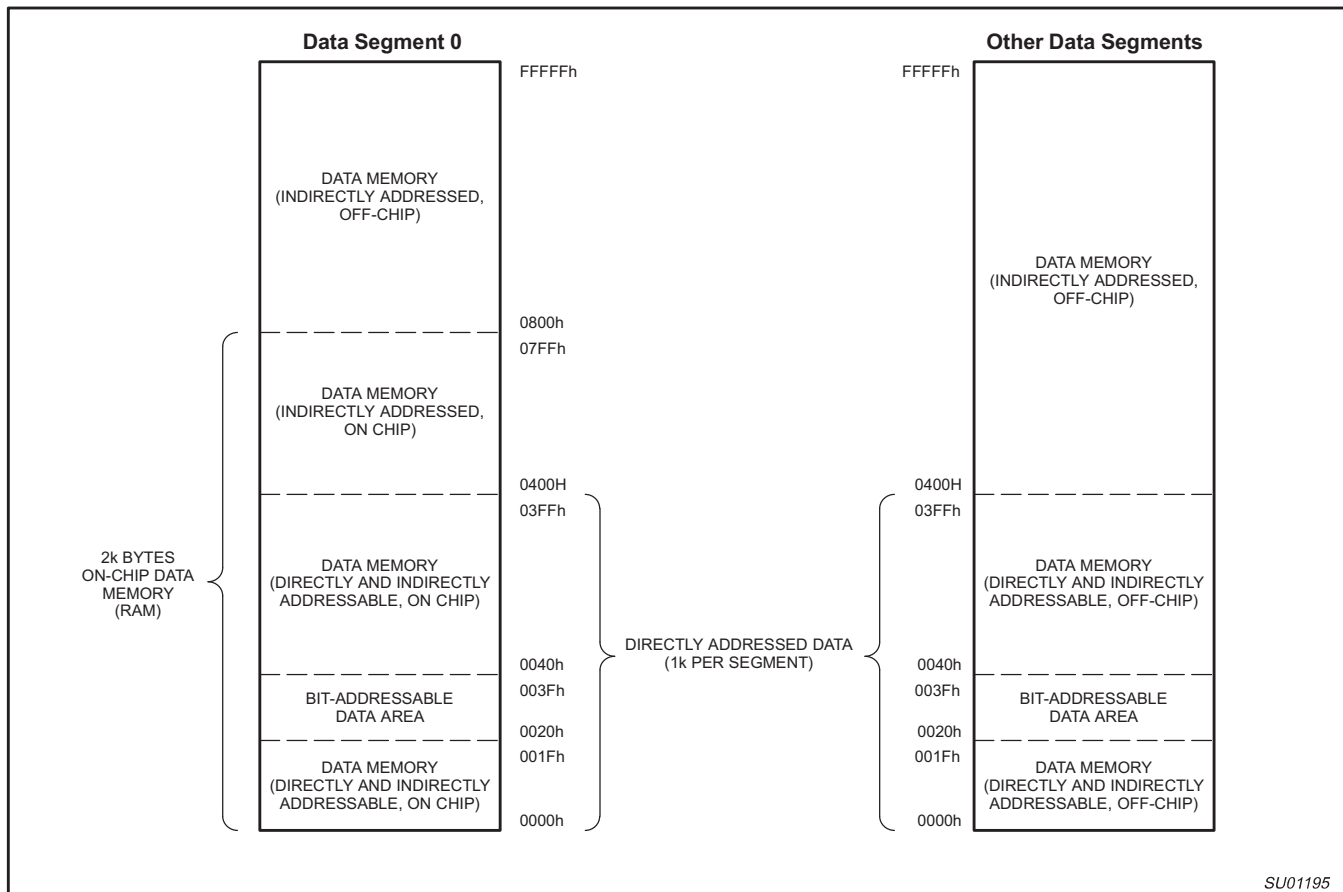 Data Segment 0
FFFFFh
DATA MEMORY
(INDIRECTLY ADDRESSED,
OFF-CHIP)
0800h
07FFh
DATA MEMORY
(INDIRECTLY ADDRESSED,
ON CHIP)
0400H
03FFh
2k BYTES
ON-CHIP DATA
MEMORY
(RAM)
DATA MEMORY
(DIRECTLY AND INDIRECTLY
ADDRESSABLE, ON CHIP)
0040h
003Fh
BIT-ADDRESSABLE
DATA AREA
0020h
001Fh
DATA MEMORY
(DIRECTLY AND INDIRECTLY
ADDRESSABLE, ON CHIP)
0000h
DIRECTLY ADDRESSED DATA
(1k PER SEGMENT)
Other Data Segments
FFFFFh
DATA MEMORY
(INDIRECTLY ADDRESSED,
OFF-CHIP)
0400H
03FFh
DATA MEMORY
(DIRECTLY AND INDIRECTLY
ADDRESSABLE, OFF-CHIP)
0040h
003Fh
BIT-ADDRESSABLE
DATA AREA
0020h
001Fh
DATA MEMORY
(DIRECTLY AND INDIRECTLY
ADDRESSABLE, OFF-CHIP)
0000h
SU01195